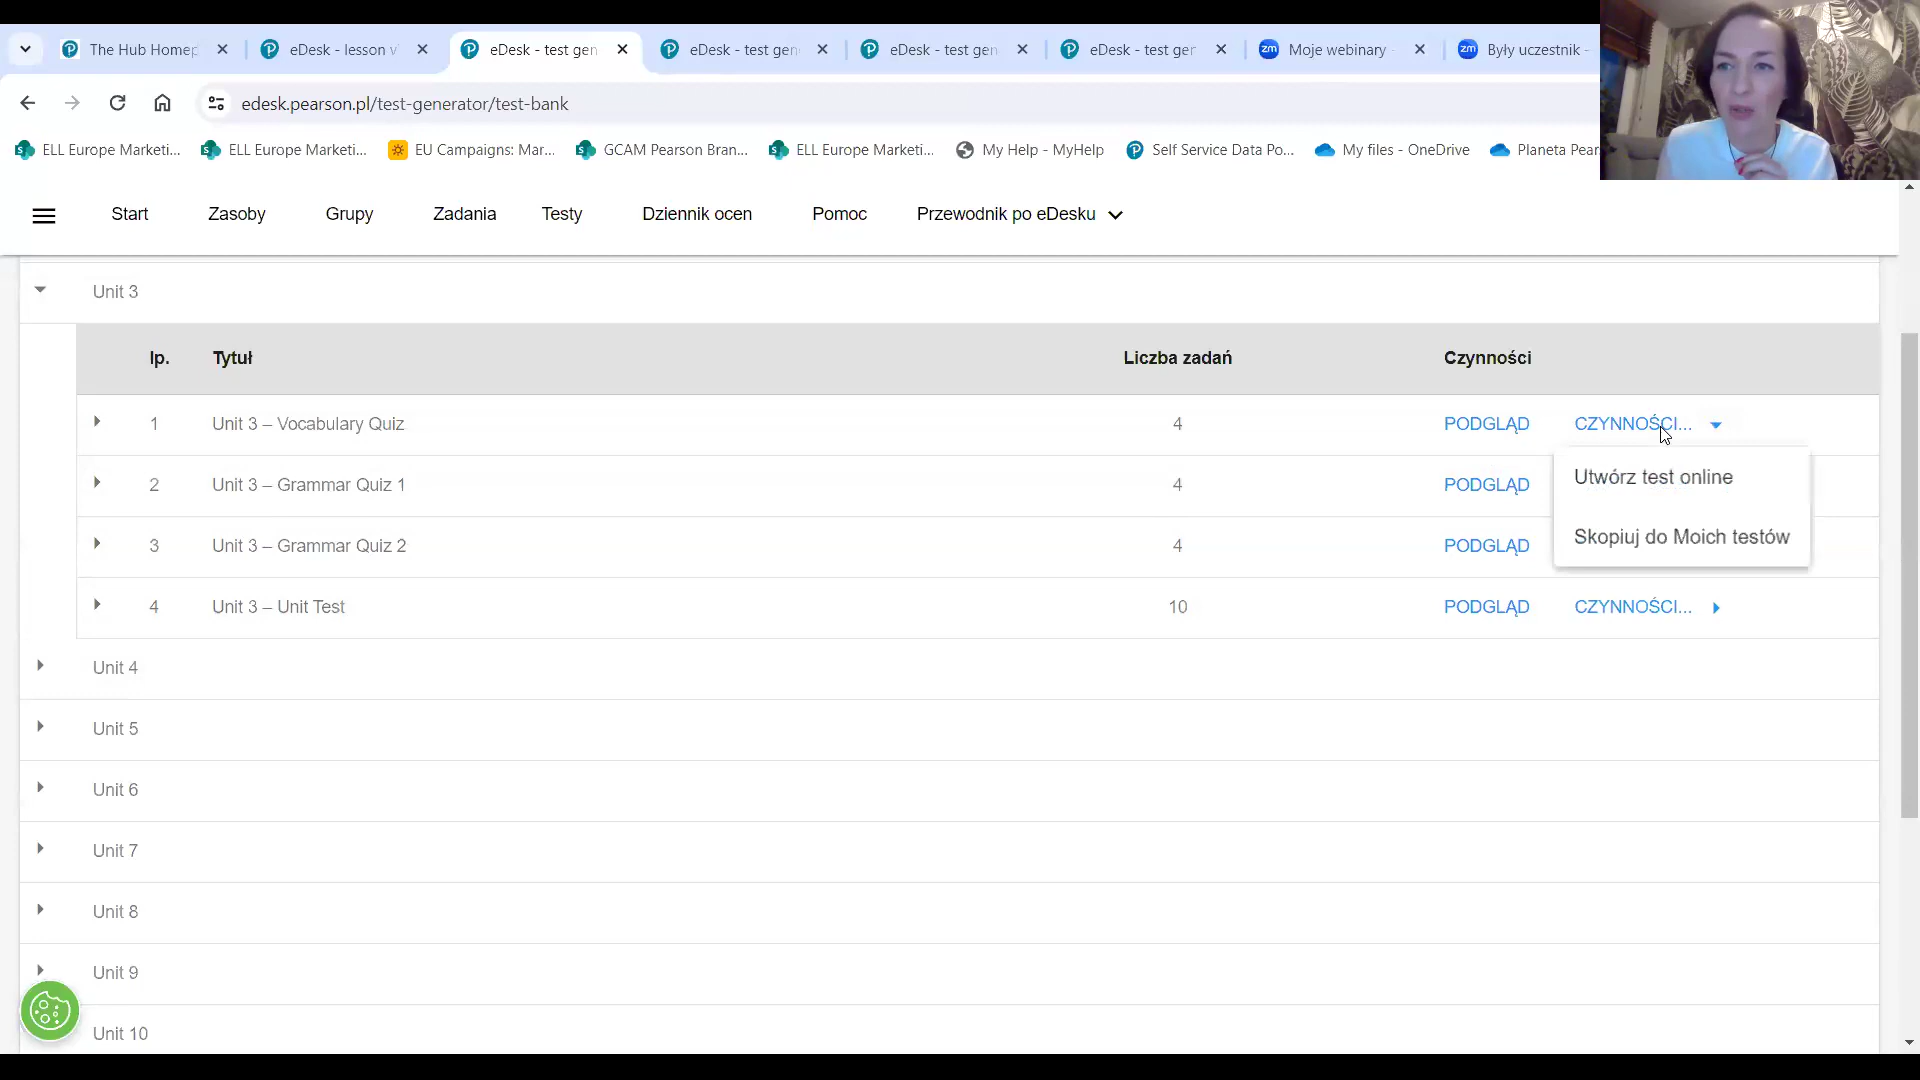 The Hub Homep
eDesk - lesson v
eDesk - test gen
eDesk - test gen
eDesk - test gen
eDesk - test gen
zm Moje webinary -
zm Były uczestnik -
edesk.pearson.pl/test-generator/test-bank
ELL Europe Marketi...
ELL Europe Marketi...
EU Campaigns: Mar...
GCAM Pearson Bran...
ELL Europe Marketi...
My Help - MyHelp
Self Service Data Po...
My files - OneDrive
Planeta Pear
Start Zasoby Grupy Zadania Testy Dziennik ocen Pomoc Przewodnik po eDesku
Unit 3
lp. Tytuł Liczba zadań Czynności
1 Unit 3 – Vocabulary Quiz 4 PODGLĄD CZYNNOŚCI...
Utwórz test online
2 Unit 3 – Grammar Quiz 1 4 PODGLĄD
Skopiuj do Moich testów
3 Unit 3 – Grammar Quiz 2 4 PODGLĄD
4 Unit 3 – Unit Test 10 PODGLĄD CZYNNOŚCI...
Unit 4
Unit 5
Unit 6
Unit 7
Unit 8
Unit 9
Unit 10